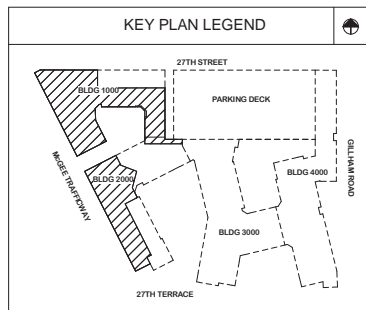 KEY PLAN LEGEND
27TH STREET
BLDG 1000
PARKING DECK
McGEE TRAFFICWAY
BLDG 2000
BLDG 4000
GILLHAM ROAD
BLDG 3000
27TH TERRACE